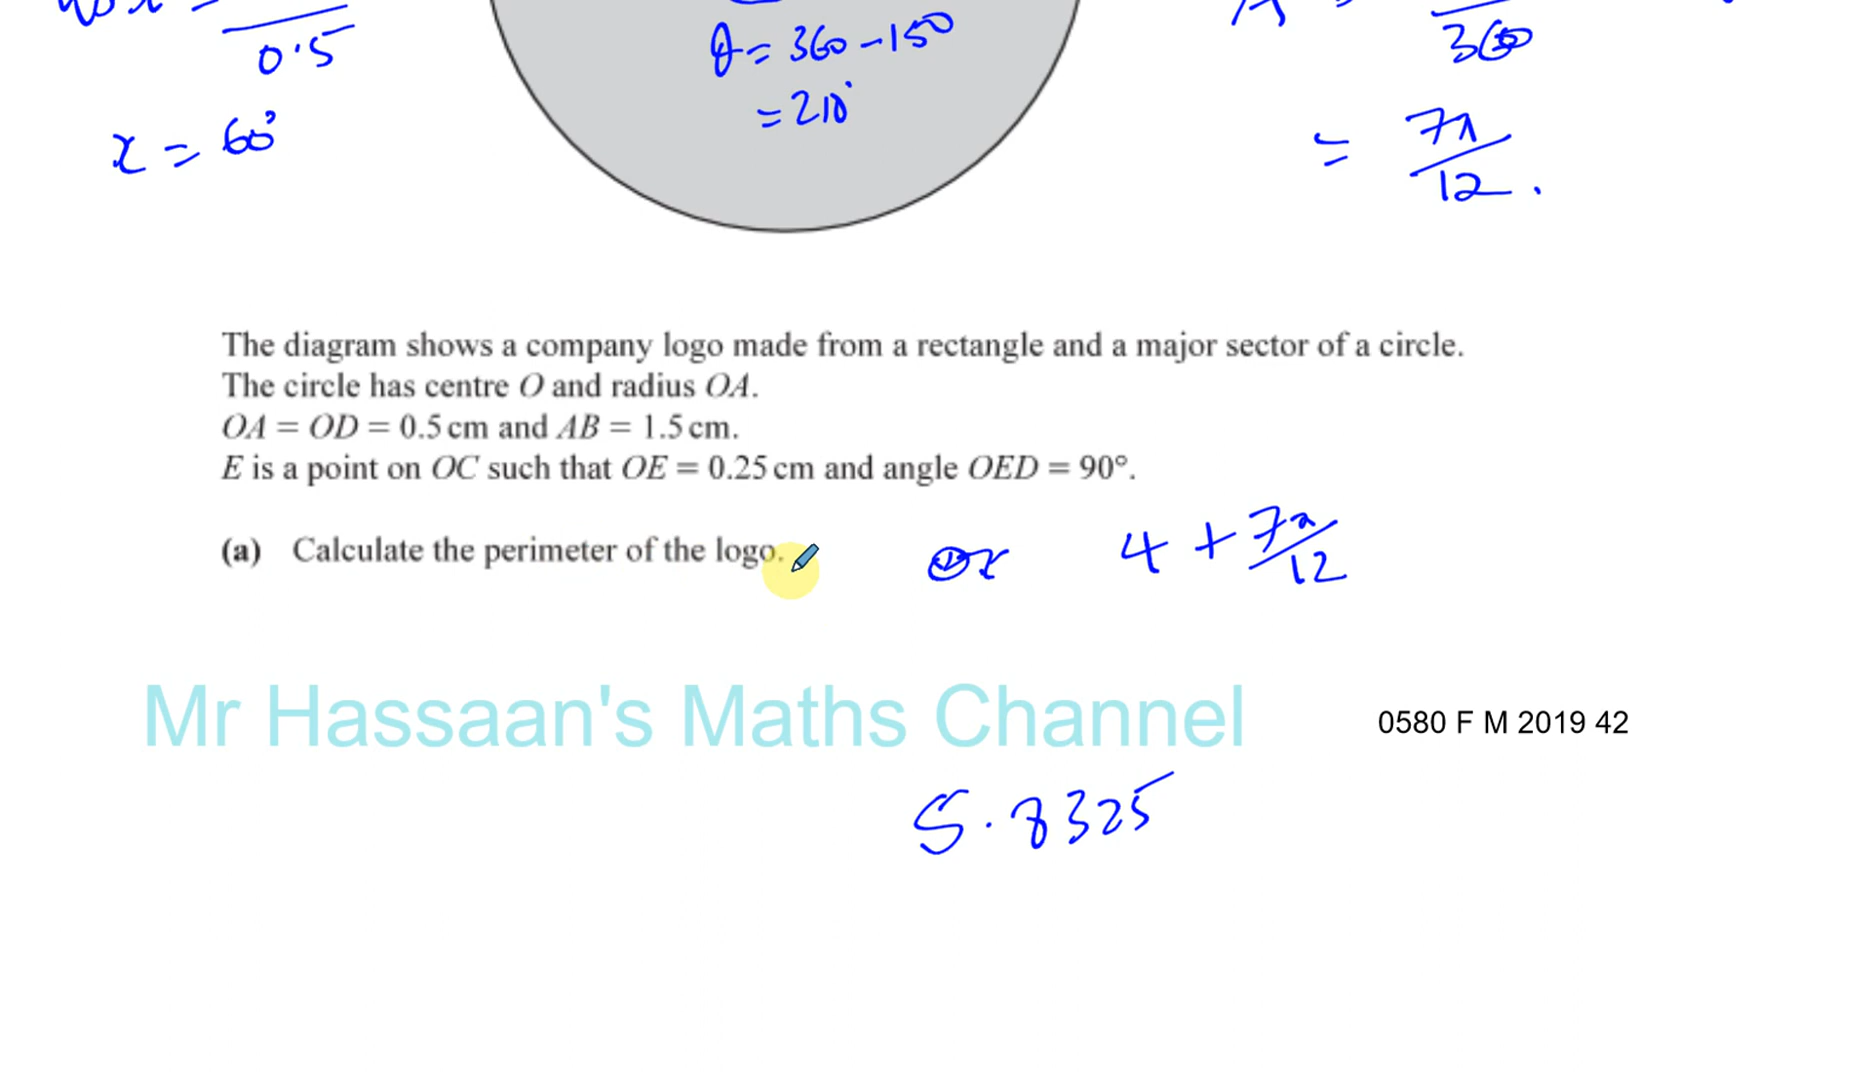 0.5
θ = 360 - 150
360
= 210°
x = 60°
= 7π/12.
The diagram shows a company logo made from a rectangle and a major sector of a circle.
The circle has centre O and radius OA.
OA = OD = 0.5 cm and AB = 1.5 cm.
E is a point on OC such that OE = 0.25 cm and angle OED = 90°.
(a) Calculate the perimeter of the logo.
or 4 + 7π/12
Mr Hassaan's Maths Channel
0580 F M 2019 42
5.8325